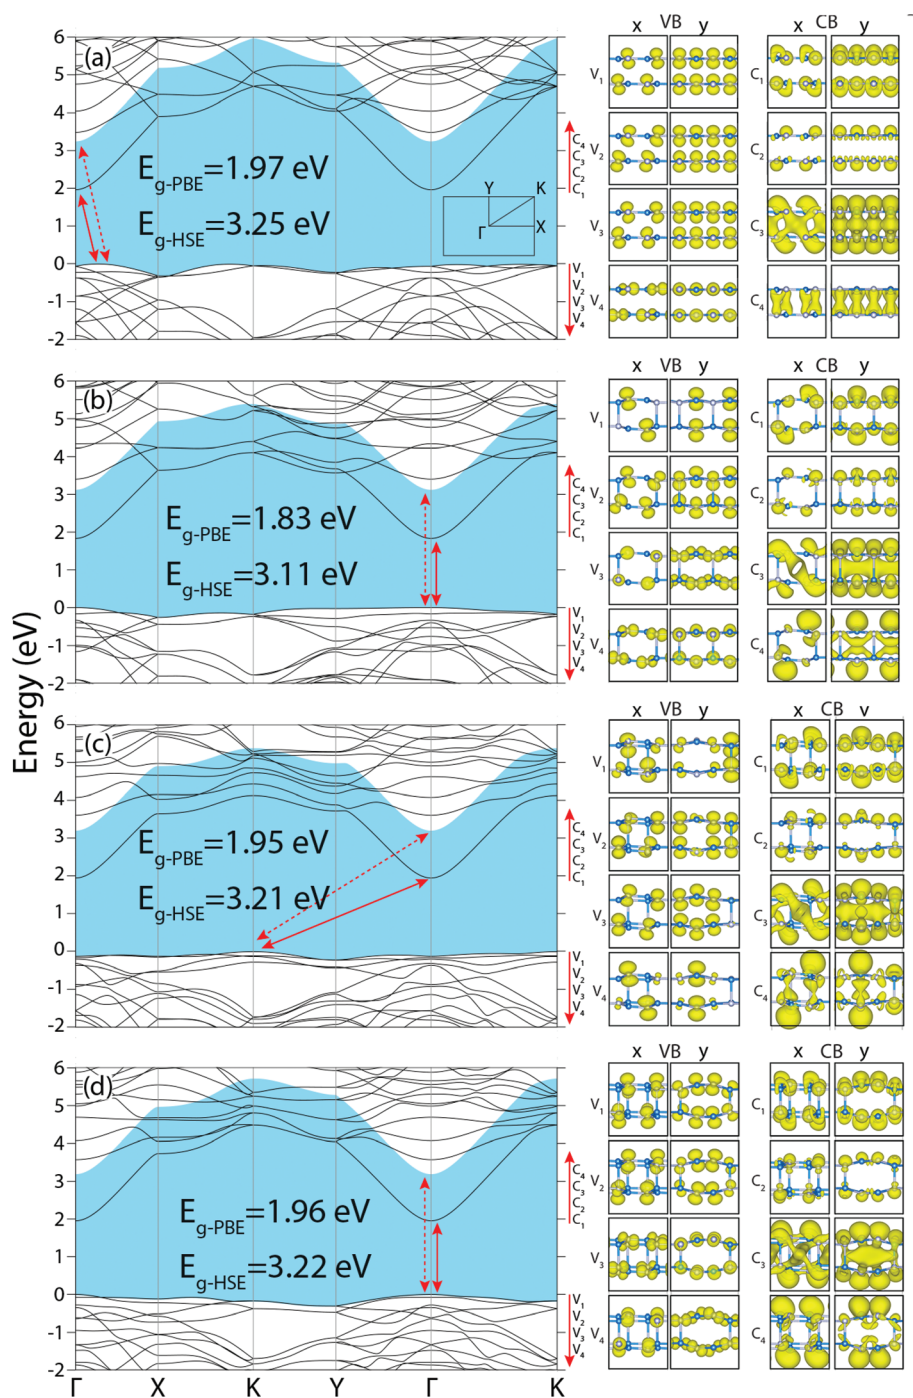 x VB y x CB y
6
(a)
5
4
3
2
1
0
-1
-2
E g-PBE =1.97 eV
E g-HSE =3.25 eV
Y K
Γ X
C4
C3
C2
C1
V1
V2
V3
V4
V1
V2
V3
V4
C1
C2
C3
C4
x VB y x CB y
6
(b)
5
4
3
2
1
0
-1
-2
E g-PBE =1.83 eV
E g-HSE =3.11 eV
C4
C3
C2
C1
V1
V2
V3
V4
V1
V2
V3
V4
C1
C2
C3
C4
Energy (eV)
x VB y x CB y
6
(c)
5
4
3
2
1
0
-1
-2
E g-PBE =1.95 eV
E g-HSE =3.21 eV
C4
C3
C2
C1
V1
V2
V3
V4
V1
V2
V3
V4
C1
C2
C3
C4
x VB y x CB y
6
(d)
5
4
3
2
1
0
-1
-2
E g-PBE =1.96 eV
E g-HSE =3.22 eV
C4
C3
C2
C1
V1
V2
V3
V4
V1
V2
V3
V4
C1
C2
C3
C4
Γ X K Y Γ K